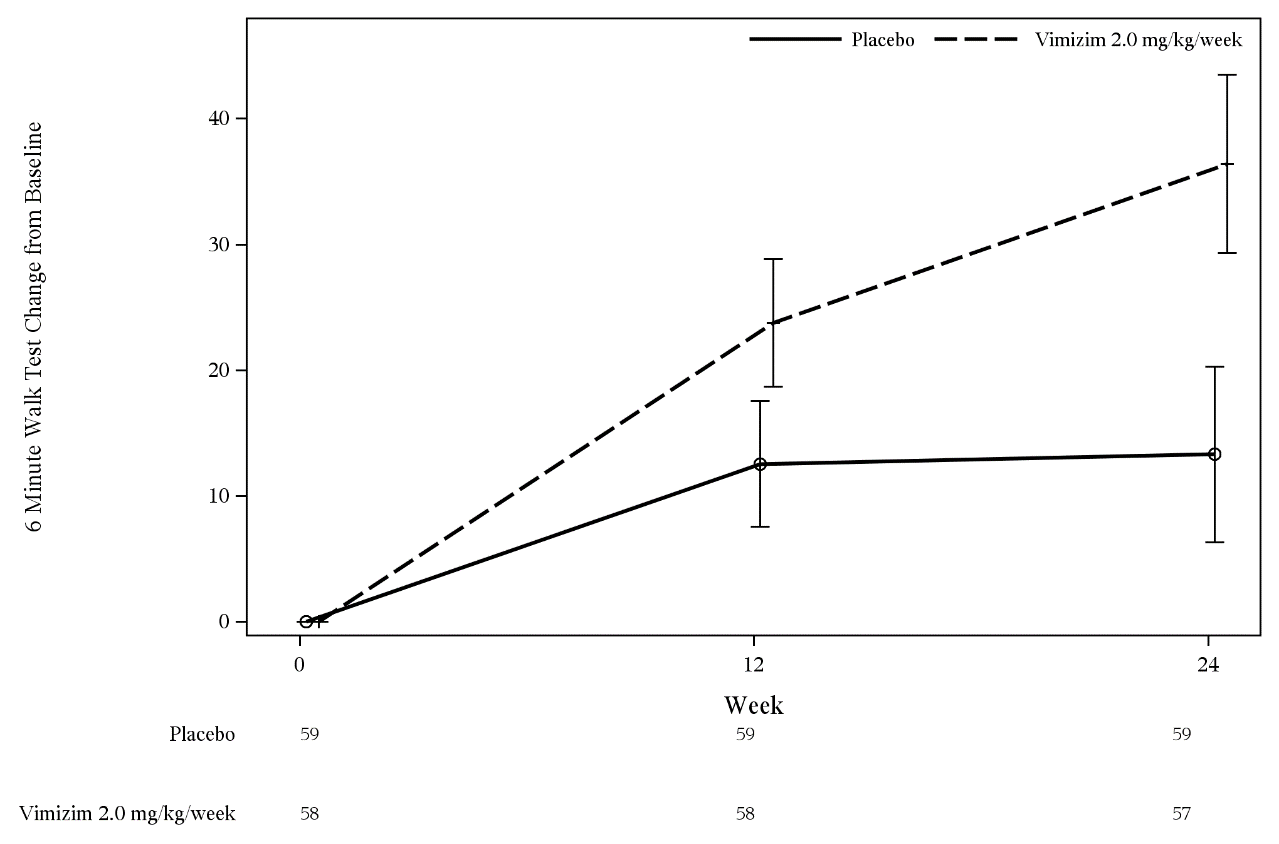 Placebo Vimizim 2.0 mg/kg/week
6 Minute Walk Test Change from Baseline
40
30
20
10
0
0 12 24
Week
Placebo 59 59 59
Vimizim 2.0 mg/kg/week 58 58 57